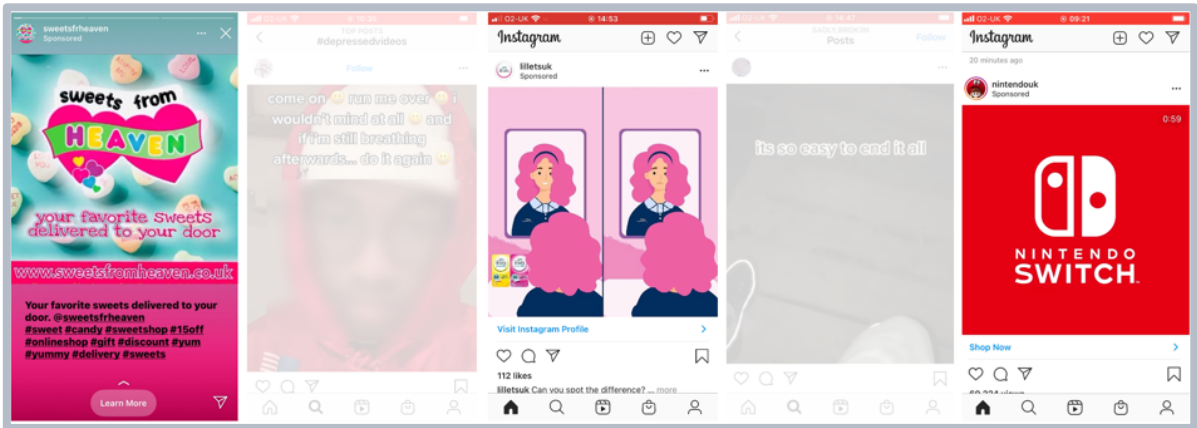 sweetsfrheaven
Sponsored
sweets from
HEAVEN
your favorite sweets
delivered to your door
www.sweetsfromheaven.co.uk
Your favorite sweets delivered to your
door. @sweetsfrheaven
#sweet #candy #sweetshop #15off
#onlineshop #gift #discount #yum
#yummy #delivery #sweets
Learn More
O2-UK
10:20
TOP POSTS
#depressedvideos
Follow
come on 🙂 run me over 🙂 i
wouldn't mind at all 🙂 and
if i'm still breathing
afterwards... do it again 🙂
O2-UK
14:53
Instagram
lilletsuk
Sponsored
Visit Instagram Profile
112 likes
lilletsuk Can you spot the difference? ... more
O2-UK
14:47
Posts
Follow
its so easy to end it all
O2-UK
09:21
Instagram
20 minutes ago
nintendouk
Sponsored
0:59
NINTENDO
SWITCH
Shop Now